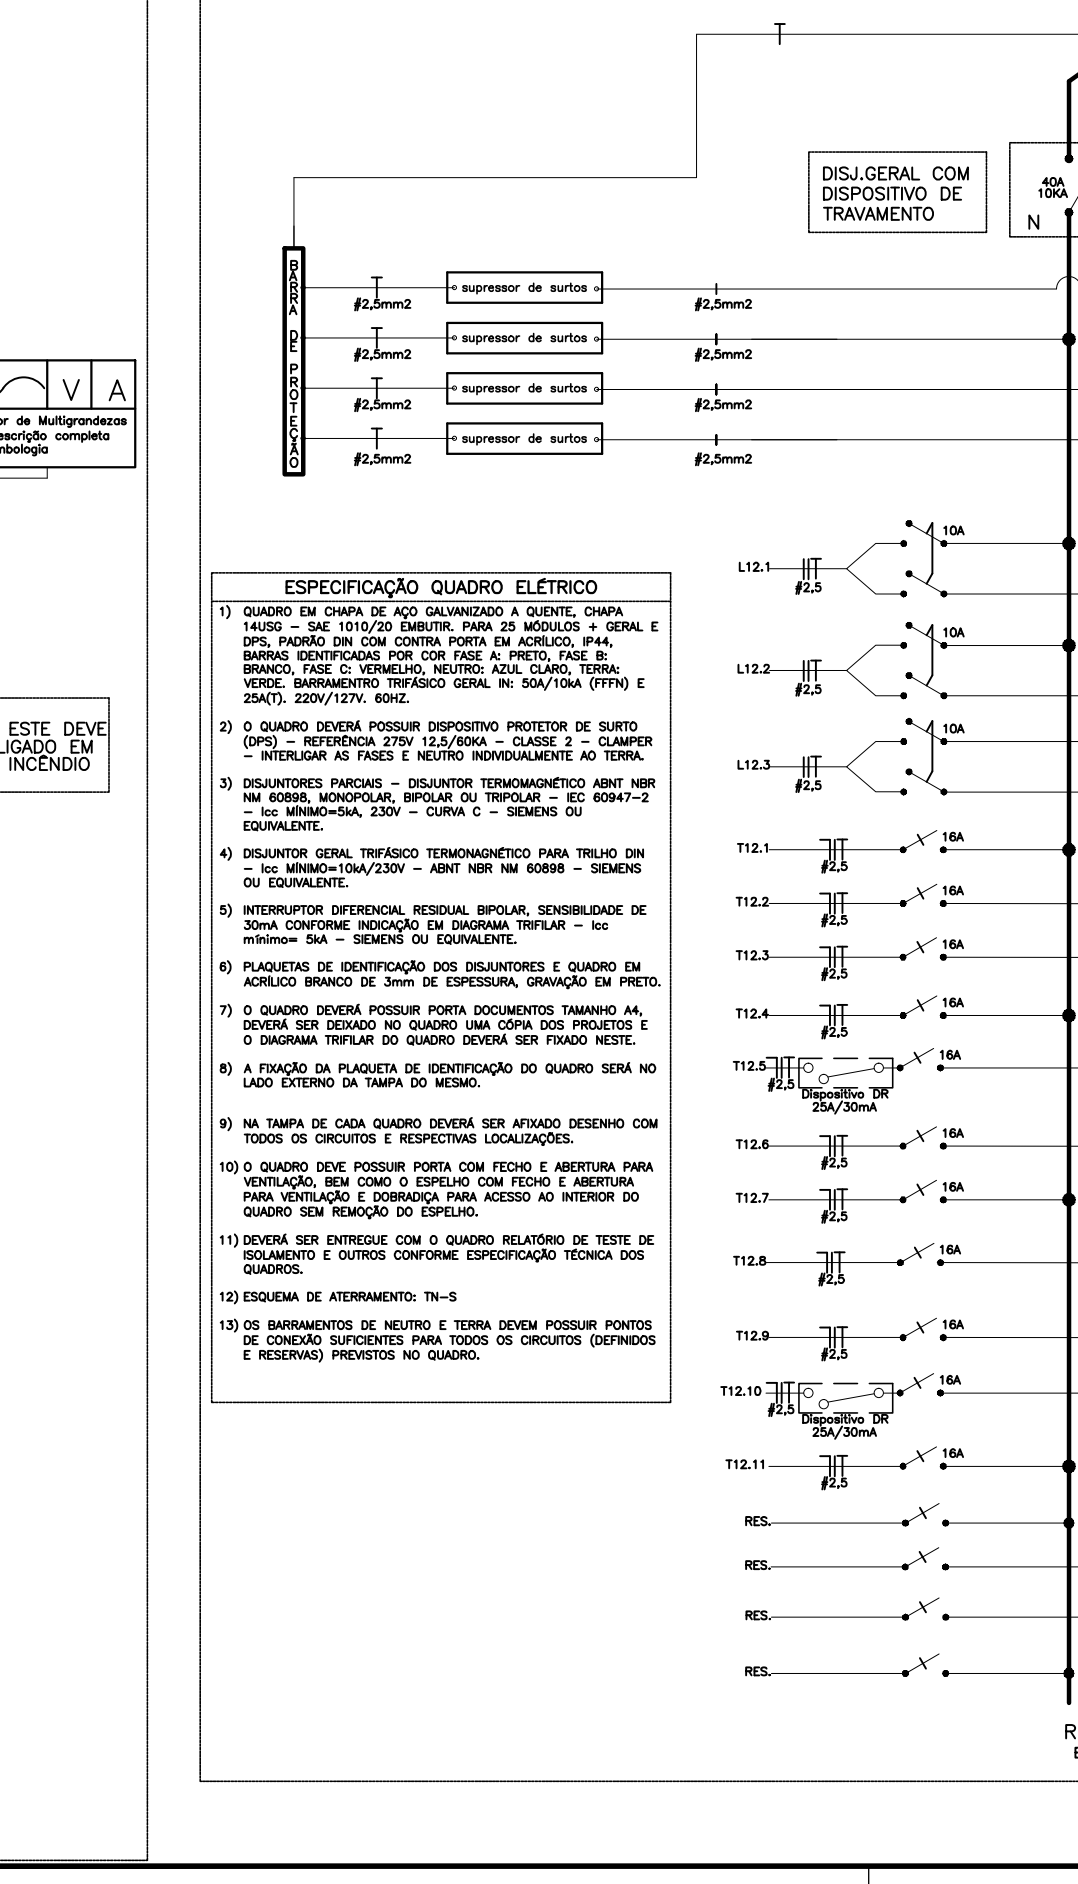 DISJ.GERAL COM
DISPOSITIVO DE
TRAVAMENTO
40A
10KA
N
BARRA DE PROTEÇÃO
#2,5mm2
supressor de surtos
#2,5mm2
#2,5mm2
supressor de surtos
#2,5mm2
#2,5mm2
supressor de surtos
#2,5mm2
#2,5mm2
supressor de surtos
#2,5mm2
V A
or de Multigrandezas
escrição completa
mbologia
ESTE DEVE
LIGADO EM
INCÊNDIO
ESPECIFICAÇÃO QUADRO ELÉTRICO
1) QUADRO EM CHAPA DE AÇO GALVANIZADO A QUENTE, CHAPA
14USG – SAE 1010/20 EMBUTIR. PARA 25 MÓDULOS + GERAL E
DPS, PADRÃO DIN COM CONTRA PORTA EM ACRÍLICO, IP44,
BARRAS IDENTIFICADAS POR COR FASE A: PRETO, FASE B:
BRANCO, FASE C: VERMELHO, NEUTRO: AZUL CLARO, TERRA:
VERDE. BARRAMENTRO TRIFÁSICO GERAL IN: 50A/10kA (FFFN) E
25A(T). 220V/127V. 60HZ.
2) O QUADRO DEVERÁ POSSUIR DISPOSITIVO PROTETOR DE SURTO
(DPS) – REFERÊNCIA 275V 12,5/60KA – CLASSE 2 – CLAMPER
– INTERLIGAR AS FASES E NEUTRO INDIVIDUALMENTE AO TERRA.
3) DISJUNTORES PARCIAIS – DISJUNTOR TERMOMAGNÉTICO ABNT NBR
NM 60898, MONOPOLAR, BIPOLAR OU TRIPOLAR – IEC 60947–2
– Icc MÍNIMO=5kA, 230V – CURVA C – SIEMENS OU
EQUIVALENTE.
4) DISJUNTOR GERAL TRIFÁSICO TERMONAGNÉTICO PARA TRILHO DIN
– Icc MÍNIMO=10kA/230V – ABNT NBR NM 60898 – SIEMENS
OU EQUIVALENTE.
5) INTERRUPTOR DIFERENCIAL RESIDUAL BIPOLAR, SENSIBILIDADE DE
30mA CONFORME INDICAÇÃO EM DIAGRAMA TRIFILAR – Icc
mínimo= 5kA – SIEMENS OU EQUIVALENTE.
6) PLAQUETAS DE IDENTIFICAÇÃO DOS DISJUNTORES E QUADRO EM
ACRÍLICO BRANCO DE 3mm DE ESPESSURA, GRAVAÇÃO EM PRETO.
7) O QUADRO DEVERÁ POSSUIR PORTA DOCUMENTOS TAMANHO A4,
DEVERÁ SER DEIXADO NO QUADRO UMA CÓPIA DOS PROJETOS E
O DIAGRAMA TRIFILAR DO QUADRO DEVERÁ SER FIXADO NESTE.
8) A FIXAÇÃO DA PLAQUETA DE IDENTIFICAÇÃO DO QUADRO SERÁ NO
LADO EXTERNO DA TAMPA DO MESMO.
9) NA TAMPA DE CADA QUADRO DEVERÁ SER AFIXADO DESENHO COM
TODOS OS CIRCUITOS E RESPECTIVAS LOCALIZAÇÕES.
10) O QUADRO DEVE POSSUIR PORTA COM FECHO E ABERTURA PARA
VENTILAÇÃO, BEM COMO O ESPELHO COM FECHO E ABERTURA
PARA VENTILAÇÃO E DOBRADIÇA PARA ACESSO AO INTERIOR DO
QUADRO SEM REMOÇÃO DO ESPELHO.
11) DEVERÁ SER ENTREGUE COM O QUADRO RELATÓRIO DE TESTE DE
ISOLAMENTO E OUTROS CONFORME ESPECIFICAÇÃO TÉCNICA DOS
QUADROS.
12) ESQUEMA DE ATERRAMENTO: TN–S
13) OS BARRAMENTOS DE NEUTRO E TERRA DEVEM POSSUIR PONTOS
DE CONEXÃO SUFICIENTES PARA TODOS OS CIRCUITOS (DEFINIDOS
E RESERVAS) PREVISTOS NO QUADRO.
L12.1
#2,5
10A
L12.2
#2,5
10A
L12.3
#2,5
10A
T12.1
#2,5
16A
T12.2
#2,5
16A
T12.3
#2,5
16A
T12.4
#2,5
16A
T12.5
#2,5
Dispositivo DR
25A/30mA
16A
T12.6
#2,5
16A
T12.7
#2,5
16A
T12.8
#2,5
16A
T12.9
#2,5
16A
T12.10
#2,5
Dispositivo DR
25A/30mA
16A
T12.11
#2,5
16A
RES.
RES.
RES.
RES.
R